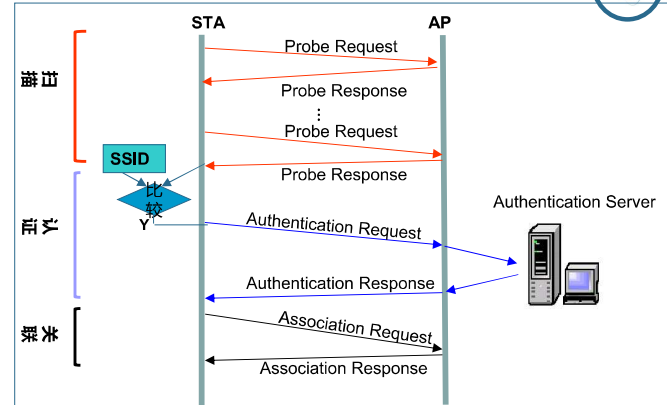 STA
AP
扫描
Probe Request
Probe Response
...
Probe Request
SSID
Probe Response
比较
Y
认证
Authentication Request
Authentication Server
Authentication Response
关联
Association Request
Association Response